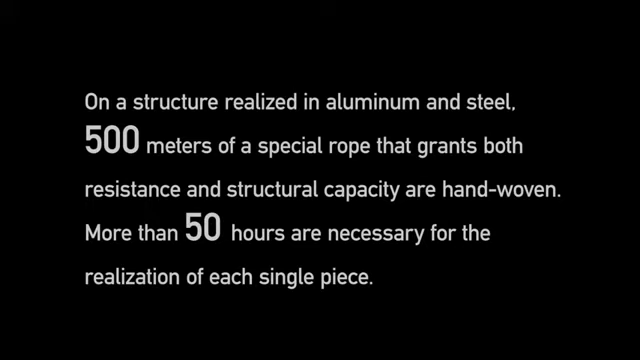 On a structure realized in aluminum and steel,
500 meters of a special rope that grants both
resistance and structural capacity are hand-woven.
More than 50 hours are necessary for the
realization of each single piece.